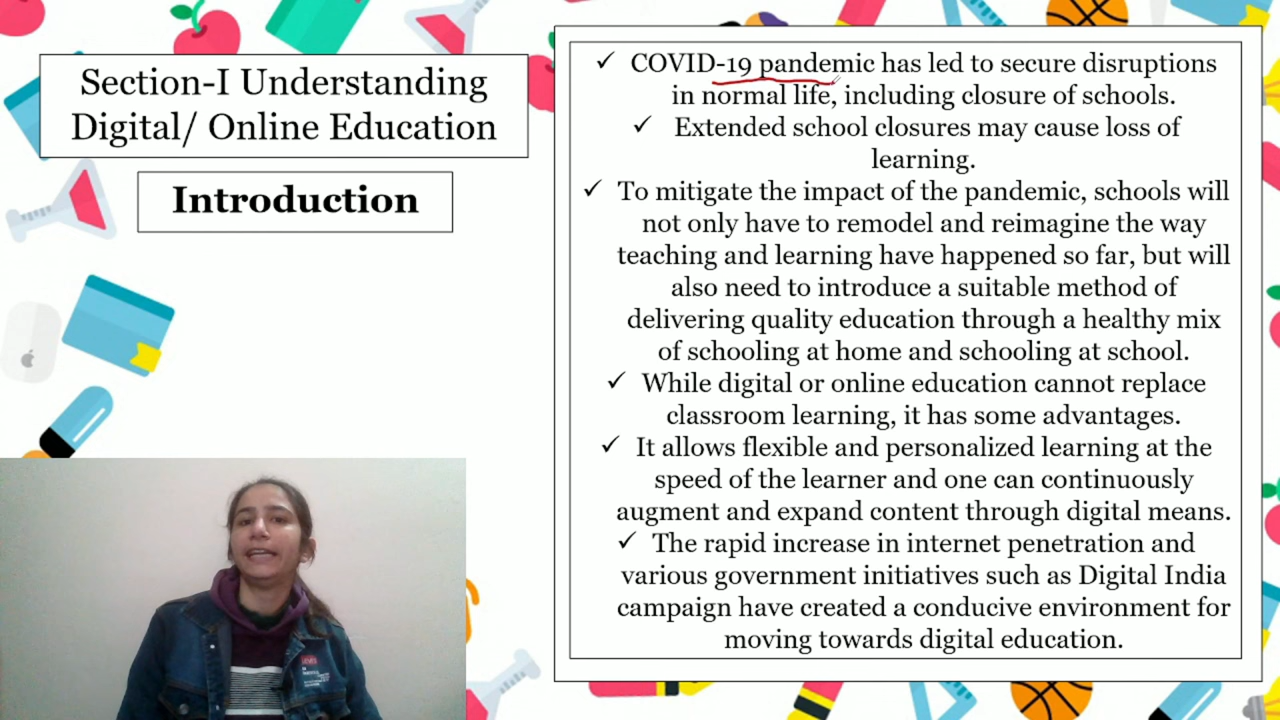 Section-I Understanding
Digital/ Online Education
Introduction
✓ COVID-19 pandemic has led to secure disruptions
in normal life, including closure of schools.
✓ Extended school closures may cause loss of
learning.
✓ To mitigate the impact of the pandemic, schools will
not only have to remodel and reimagine the way
teaching and learning have happened so far, but will
also need to introduce a suitable method of
delivering quality education through a healthy mix
of schooling at home and schooling at school.
✓ While digital or online education cannot replace
classroom learning, it has some advantages.
✓ It allows flexible and personalized learning at the
speed of the learner and one can continuously
augment and expand content through digital means.
✓ The rapid increase in internet penetration and
various government initiatives such as Digital India
campaign have created a conducive environment for
moving towards digital education.